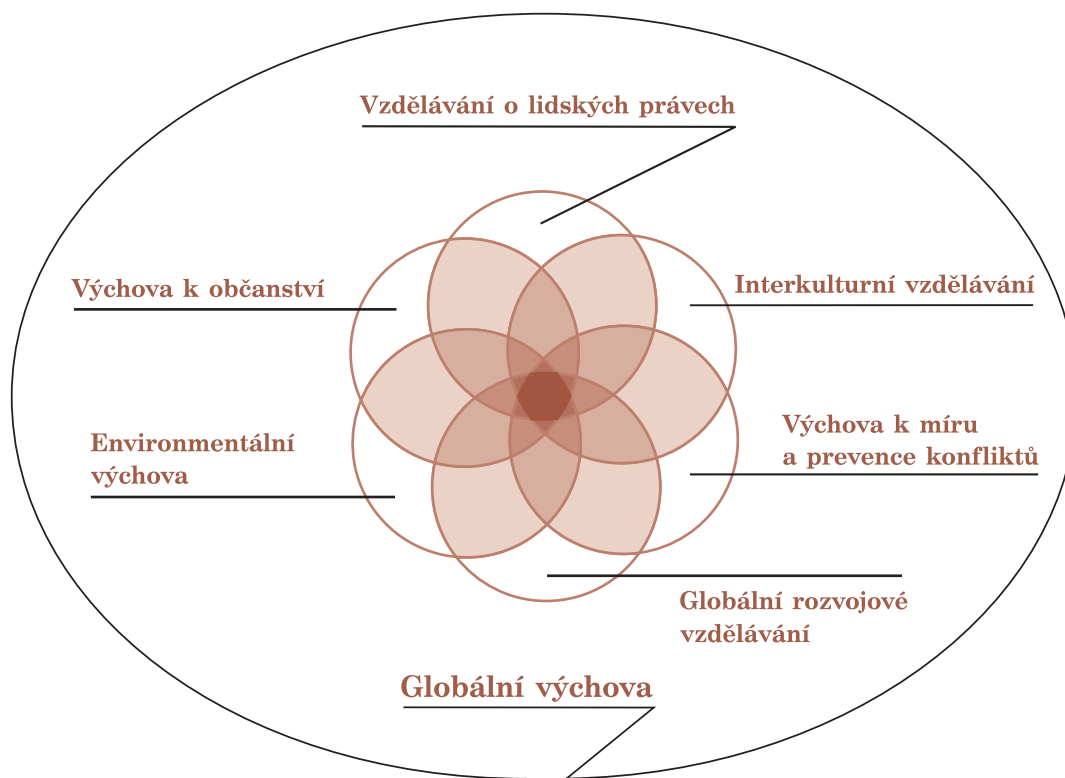 Vzdělávání o lidských právech
Výchova k občanství
Interkulturní vzdělávání
Environmentální
výchova
Výchova k míru
a prevence konfliktů
Globální rozvojové
vzdělávání
Globální výchova